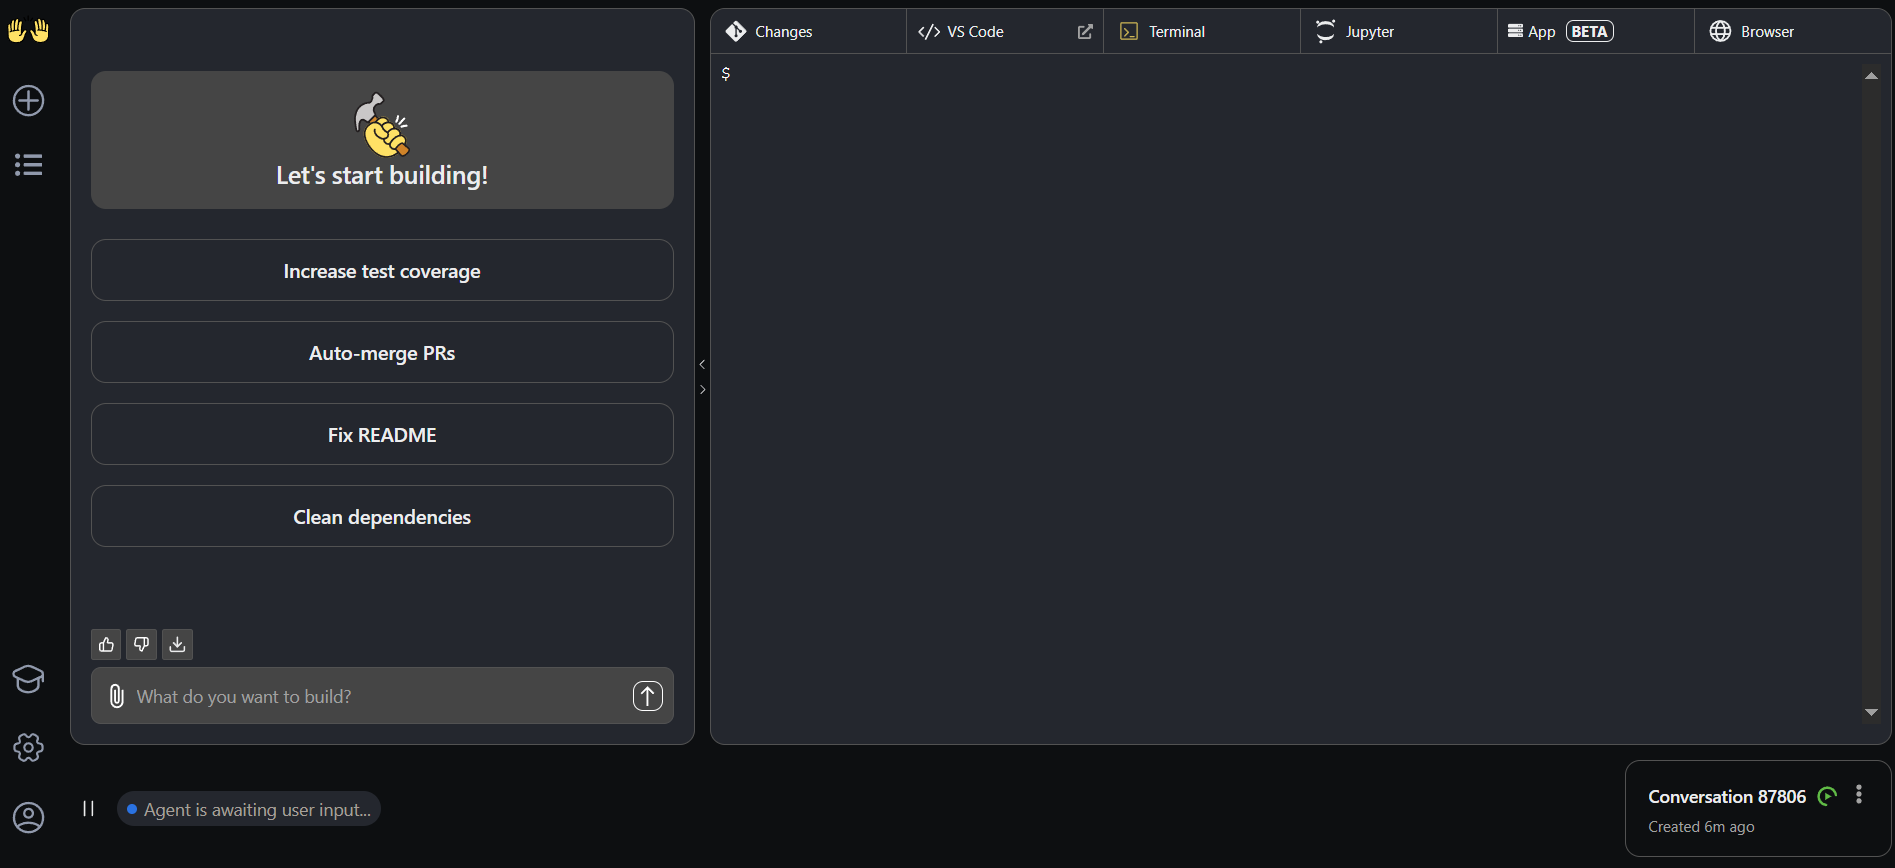 Let's start building!
Increase test coverage
Auto-merge PRs
Fix README
Clean dependencies
What do you want to build?
Changes
VS Code
Terminal
Jupyter
App BETA
Browser
$
Agent is awaiting user input...
Conversation 87806
Created 6m ago